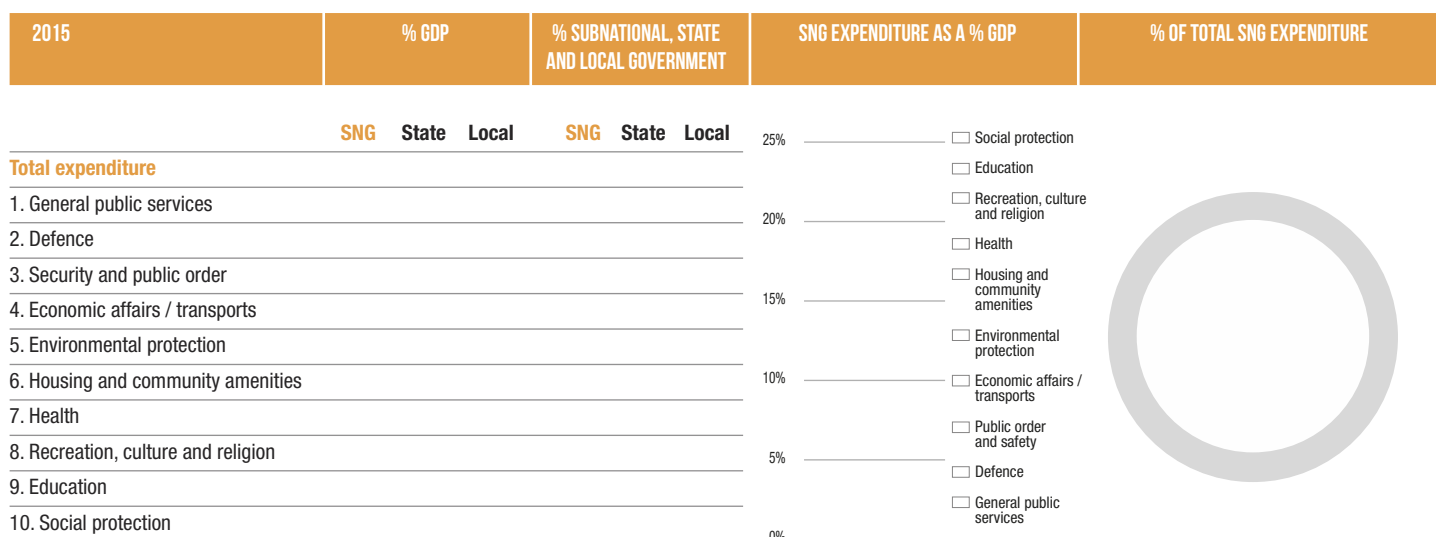 2015
% GDP
% SUBNATIONAL, STATE
AND LOCAL GOVERNMENT
SNG EXPENDITURE AS A % GDP
% OF TOTAL SNG EXPENDITURE
SNG State Local SNG State Local
Total expenditure
1. General public services
2. Defence
3. Security and public order
4. Economic affairs / transports
5. Environmental protection
6. Housing and community amenities
7. Health
8. Recreation, culture and religion
9. Education
10. Social protection
25%
20%
15%
10%
5%
0%
Social protection
Education
Recreation, culture
and religion
Health
Housing and
community
amenities
Environmental
protection
Economic affairs /
transports
Public order
and safety
Defence
General public
services